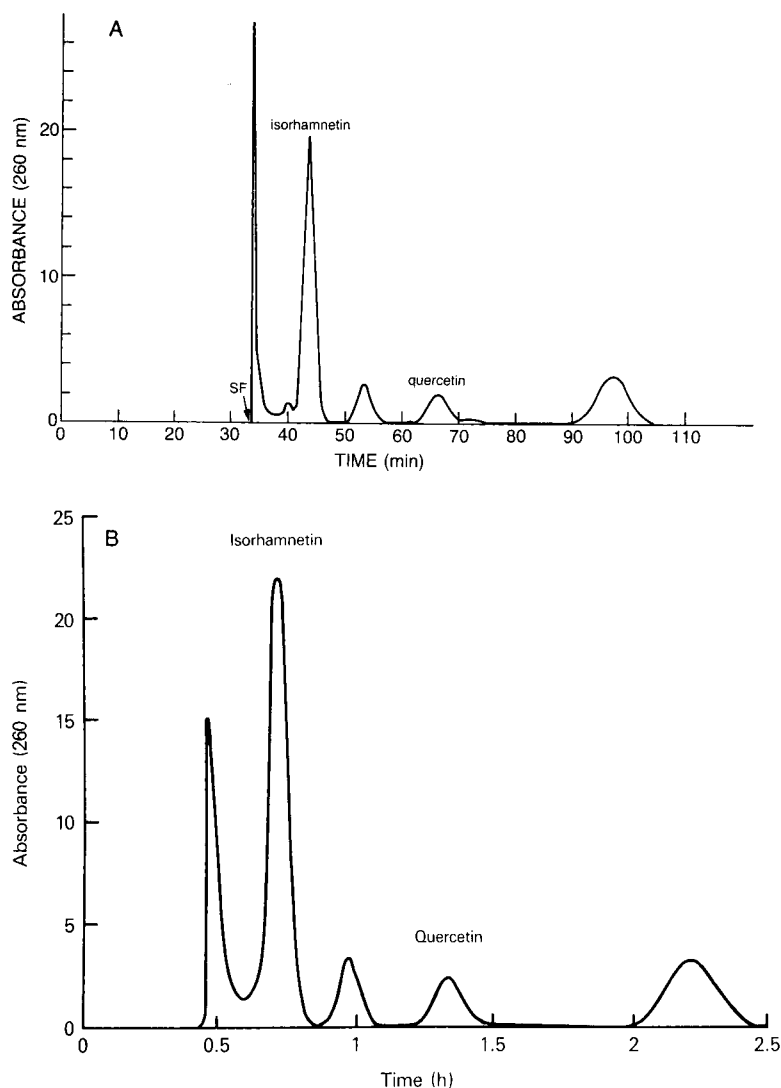 A
ABSORBANCE (260 nm)
20
10
0
isorhamnetin
SF
quercetin
0 10 20 30 40 50 60 70 80 90 100 110
TIME (min)
B
Absorbance (260 nm)
25
20
15
10
5
0
Isorhamnetin
Quercetin
0 0.5 1 1.5 2 2.5
Time (h)